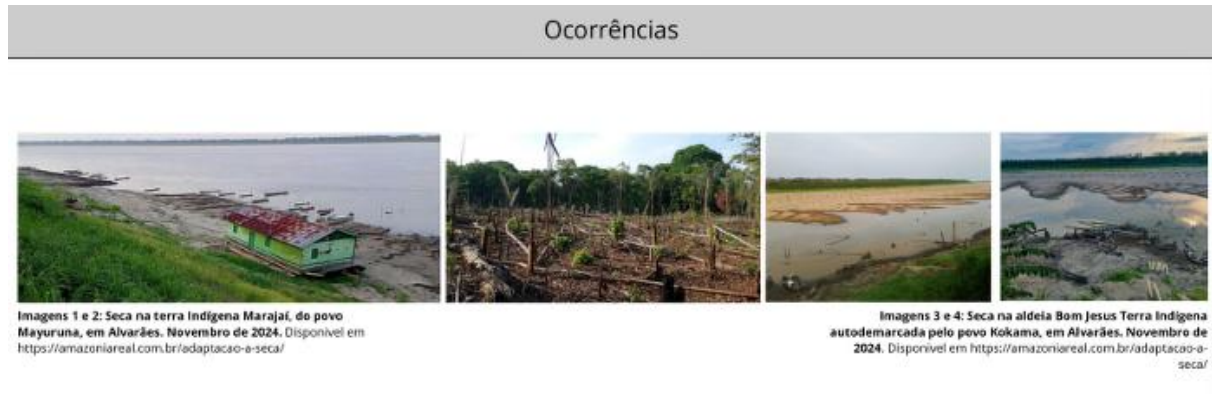 Ocorrências
Imagens 1 e 2: Seca na terra Indígena Marajaí, do povo
Mayuruna, em Alvarães. Novembro de 2024. Disponível em
https://amazoniareal.com.br/adaptacao-a-seca/
Imagens 3 e 4: Seca na aldeia Bom Jesus Terra Indígena
autodemarcada pelo povo Kokama, em Alvarães. Novembro de
2024. Disponível em https://amazoniareal.com.br/adaptacao-a-
seca/